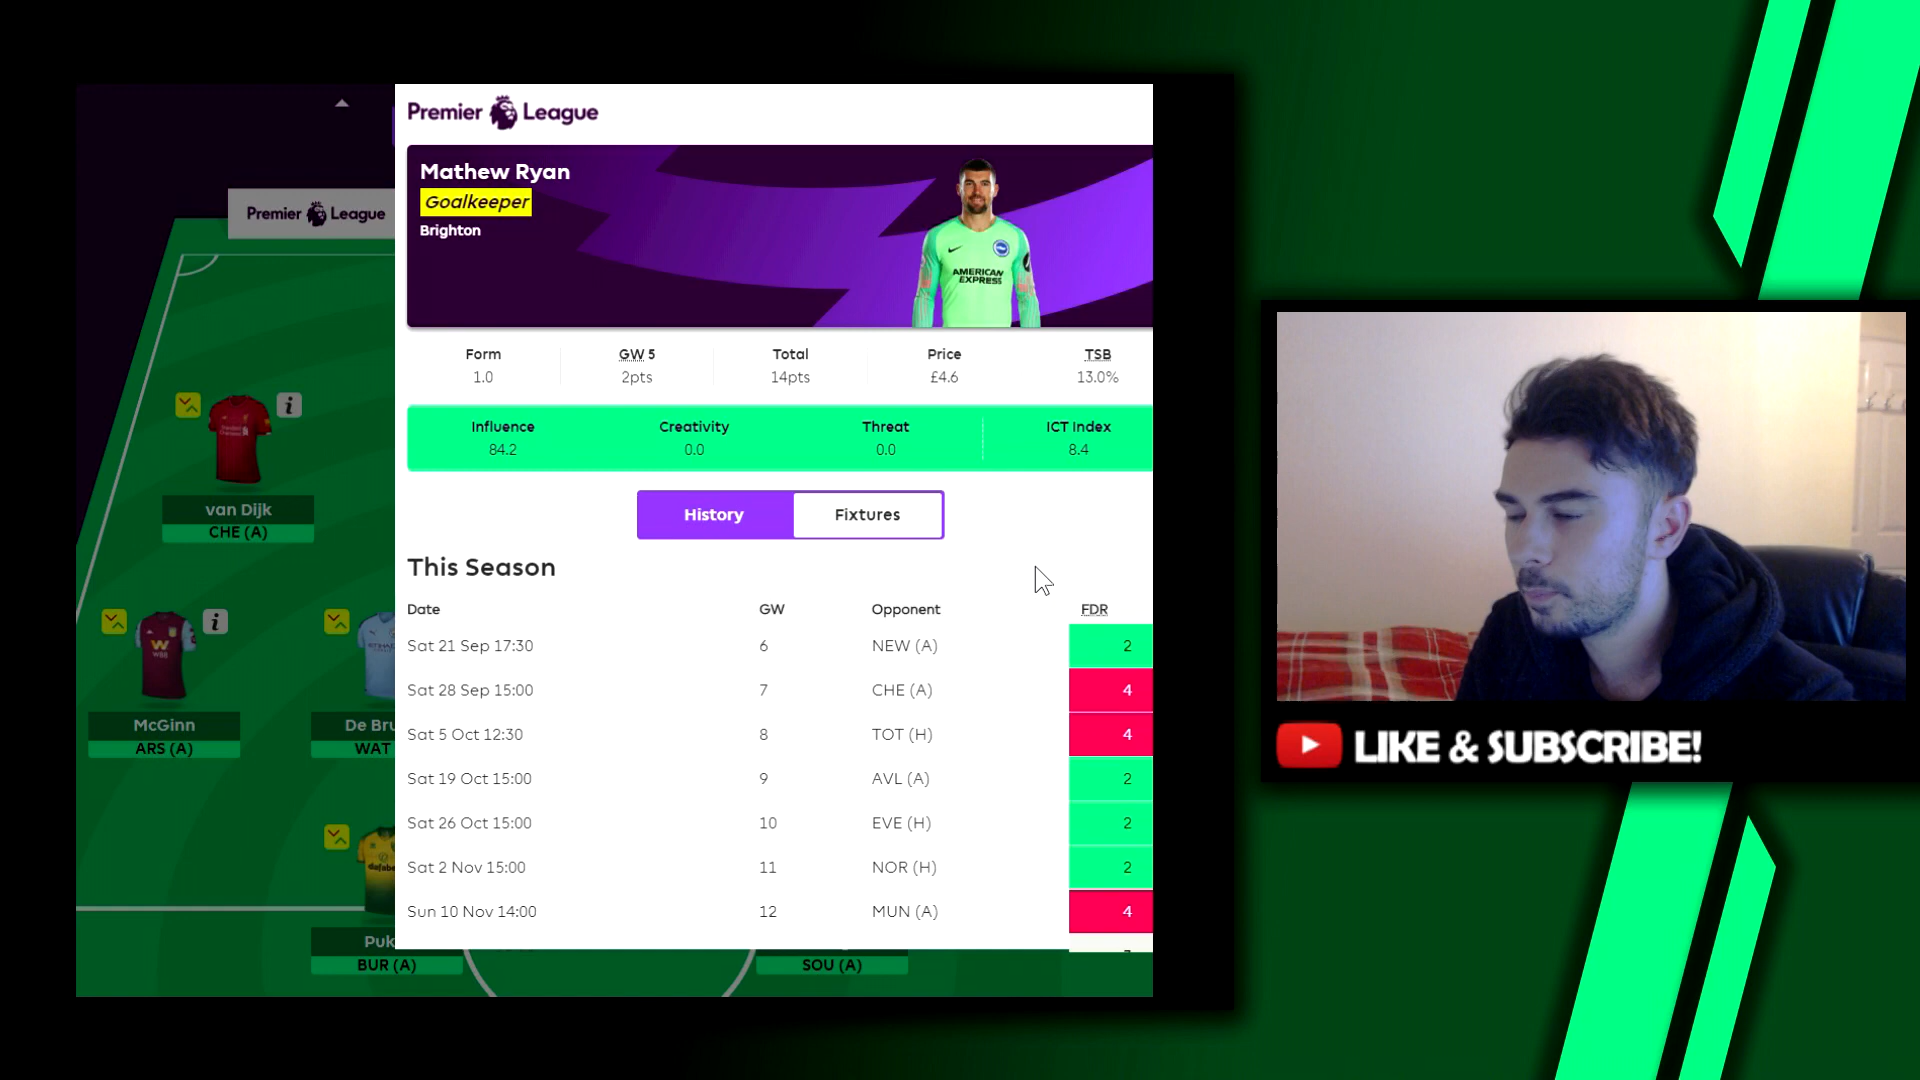 Premier League
Mathew Ryan
Goalkeeper
Brighton
AMERICAN
EXPRESS
Form GW 5 Total Price TSB
1.0 2pts 14pts £4.6 13.0%
Influence Creativity Threat ICT Index
84.2 0.0 0.0 8.4
History Fixtures
This Season
Date GW Opponent FDR
Sat 21 Sep 17:30 6 NEW (A) 2
Sat 28 Sep 15:00 7 CHE (A) 4
Sat 5 Oct 12:30 8 TOT (H) 4
Sat 19 Oct 15:00 9 AVL (A) 2
Sat 26 Oct 15:00 10 EVE (H) 2
Sat 2 Nov 15:00 11 NOR (H) 2
Sun 10 Nov 14:00 12 MUN (A) 4
Premier League
van Dijk
CHE (A)
McGinn
ARS (A)
De Bru
WAT
Puk
BUR (A)
SOU (A)
LIKE & SUBSCRIBE!